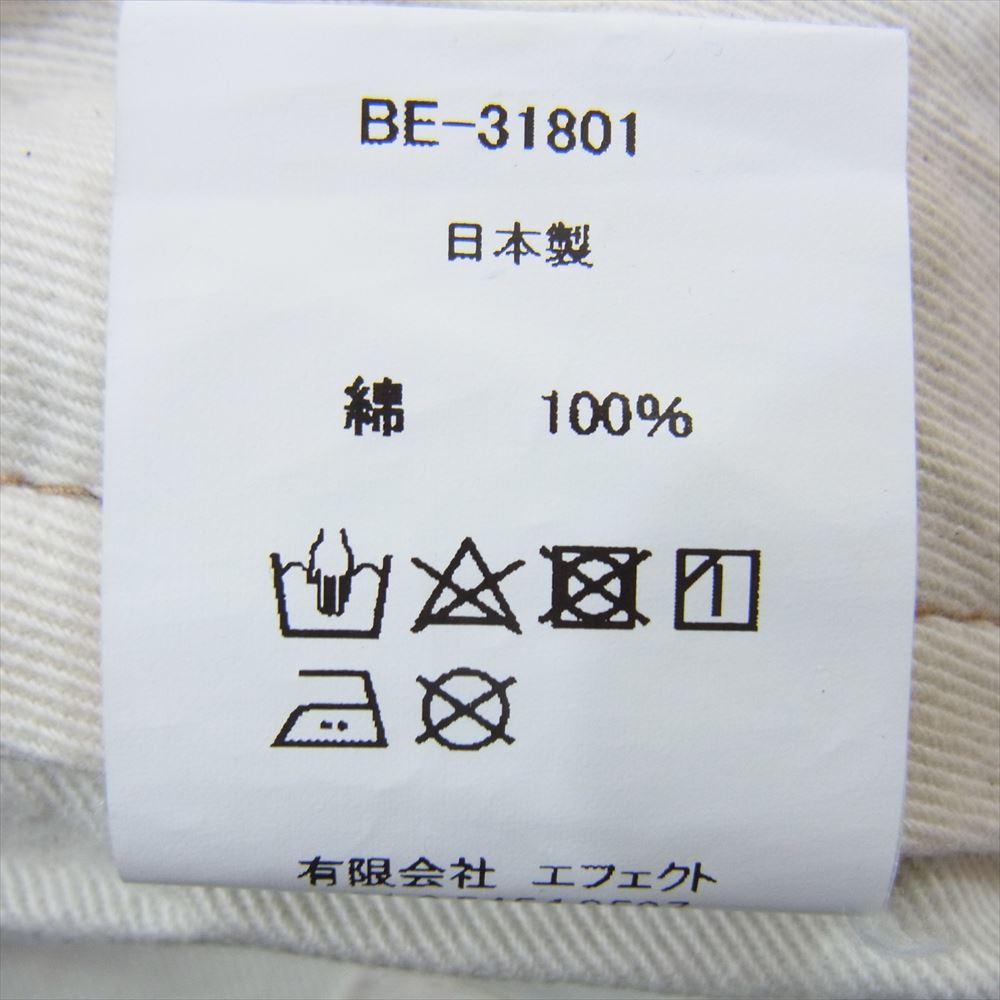 BE-31801
日本製
綿 100%
有限会社 エフェクト